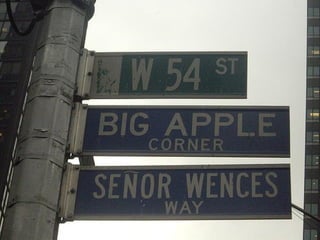 W 54 ST
BIG APPLE
CORNER
SEÑOR WENCES
WAY